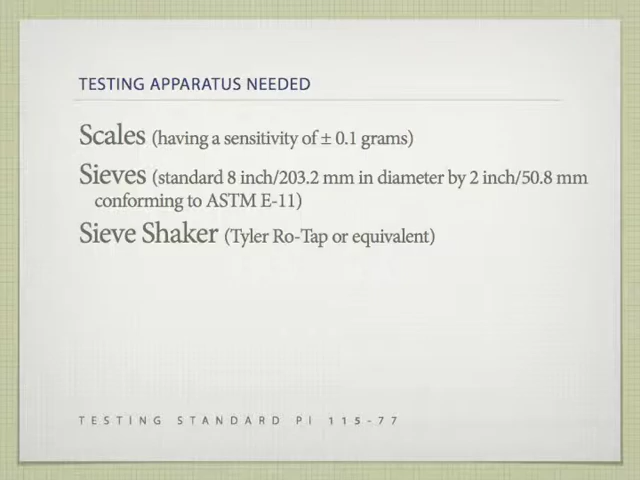 TESTING APPARATUS NEEDED
Scales (having a sensitivity of ± 0.1 grams)
Sieves (standard 8 inch/203.2 mm in diameter by 2 inch/50.8 mm
conforming to ASTM E-11)
Sieve Shaker (Tyler Ro-Tap or equivalent)
TESTING STANDARD PI 115-77